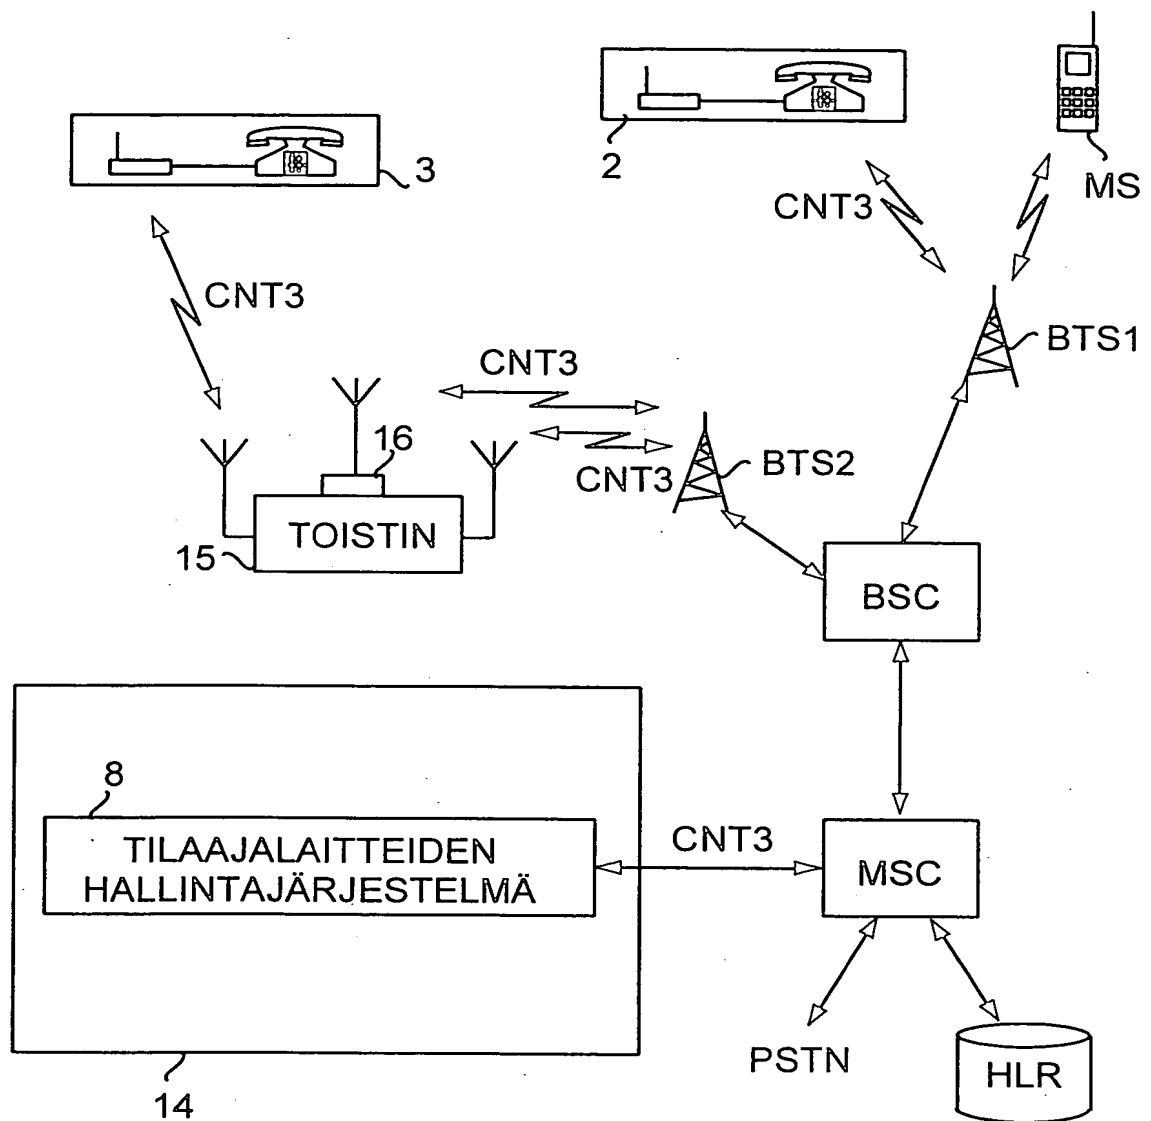 2
3
MS
CNT3
CNT3
BTS1
CNT3
16
CNT3
BTS2
TOISTIN
15
BSC
8
TILAAJALAITTEIDEN
HALLINTAJÄRJESTELMÄ
CNT3
MSC
PSTN
HLR
14